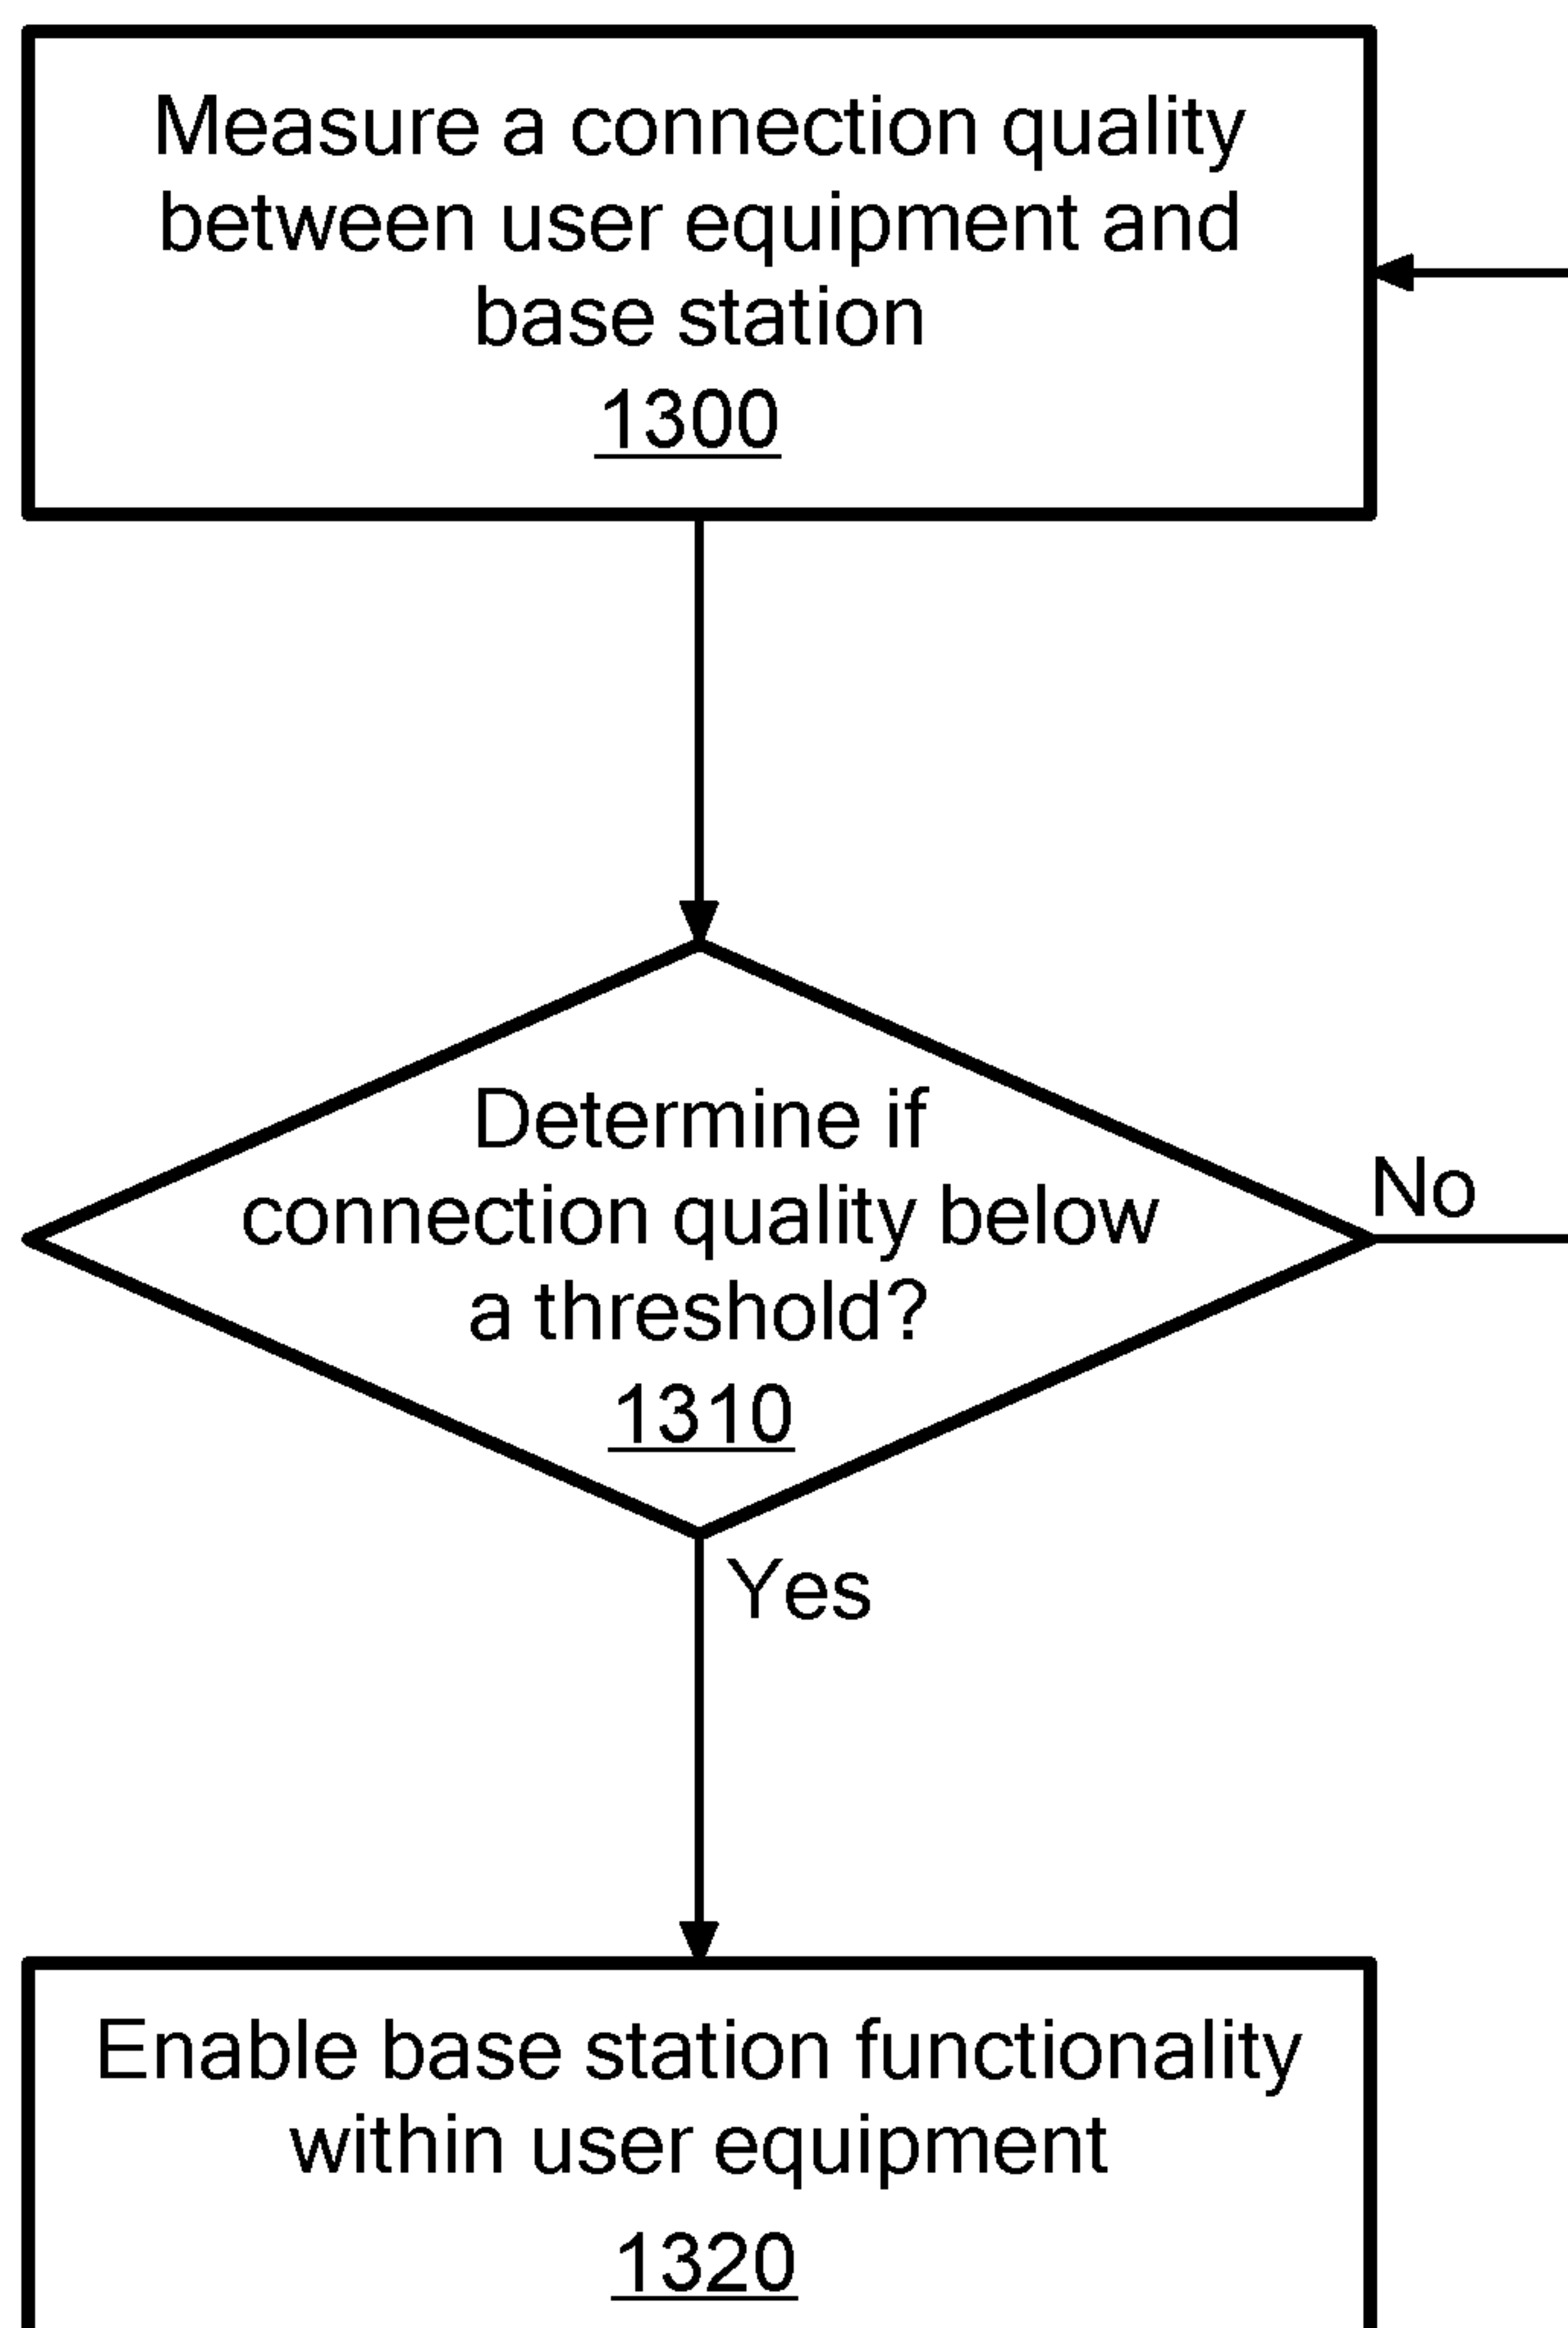 Measure a connection quality
between user equipment and
base station
1300
Determine if
connection quality below
a threshold?
1310
No
Yes
Enable base station functionality
within user equipment
1320